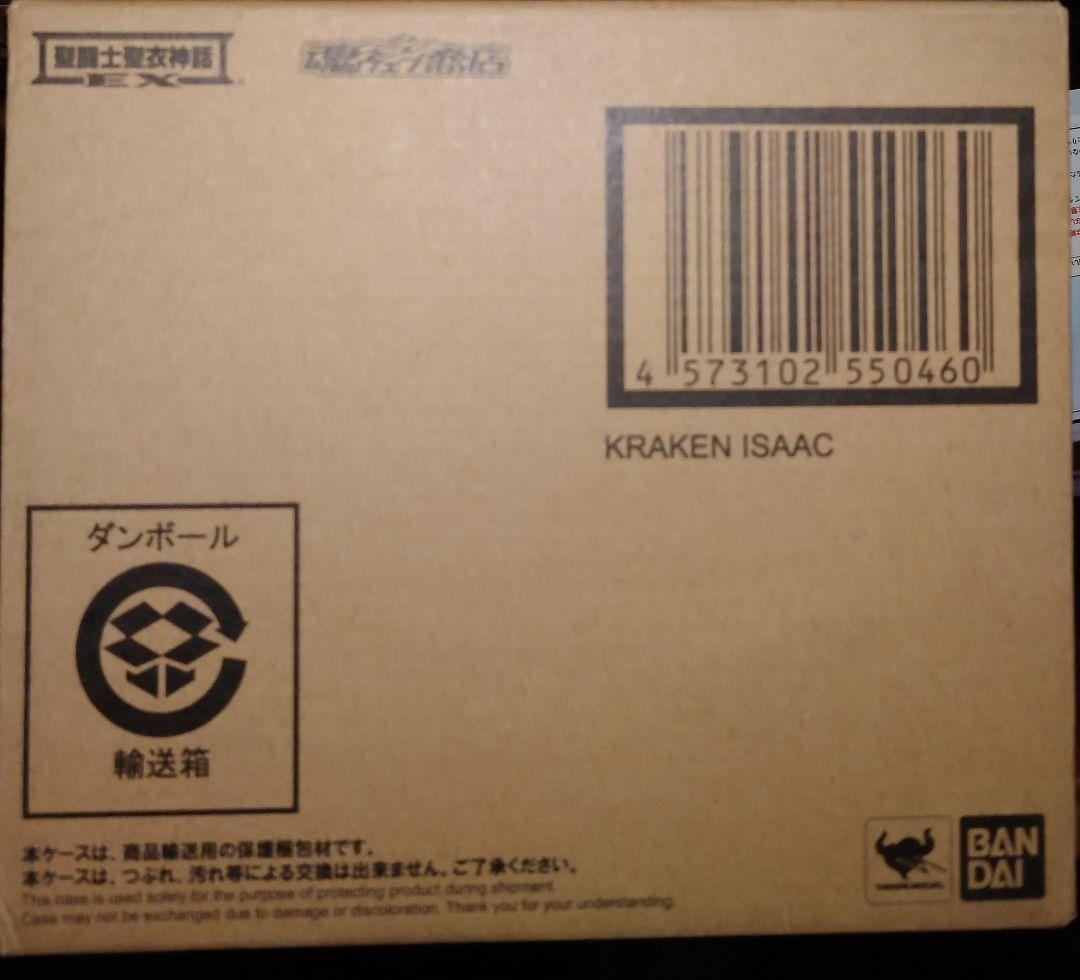 聖闘士聖衣神話
EX
魂ウェブ商店
4 573102 550460
KRAKEN ISAAC
ダンボール
輸送箱
本ケースは、商品輸送用の保護梱包材です。
本ケースは、つぶれ、汚れ等による交換は出来ません。ご了承ください。
This case is used solely for the purpose of protecting product during shipment.
Case may not be exchanged due to damage or discoloration. Thank you for your understanding.
BAN
DAI